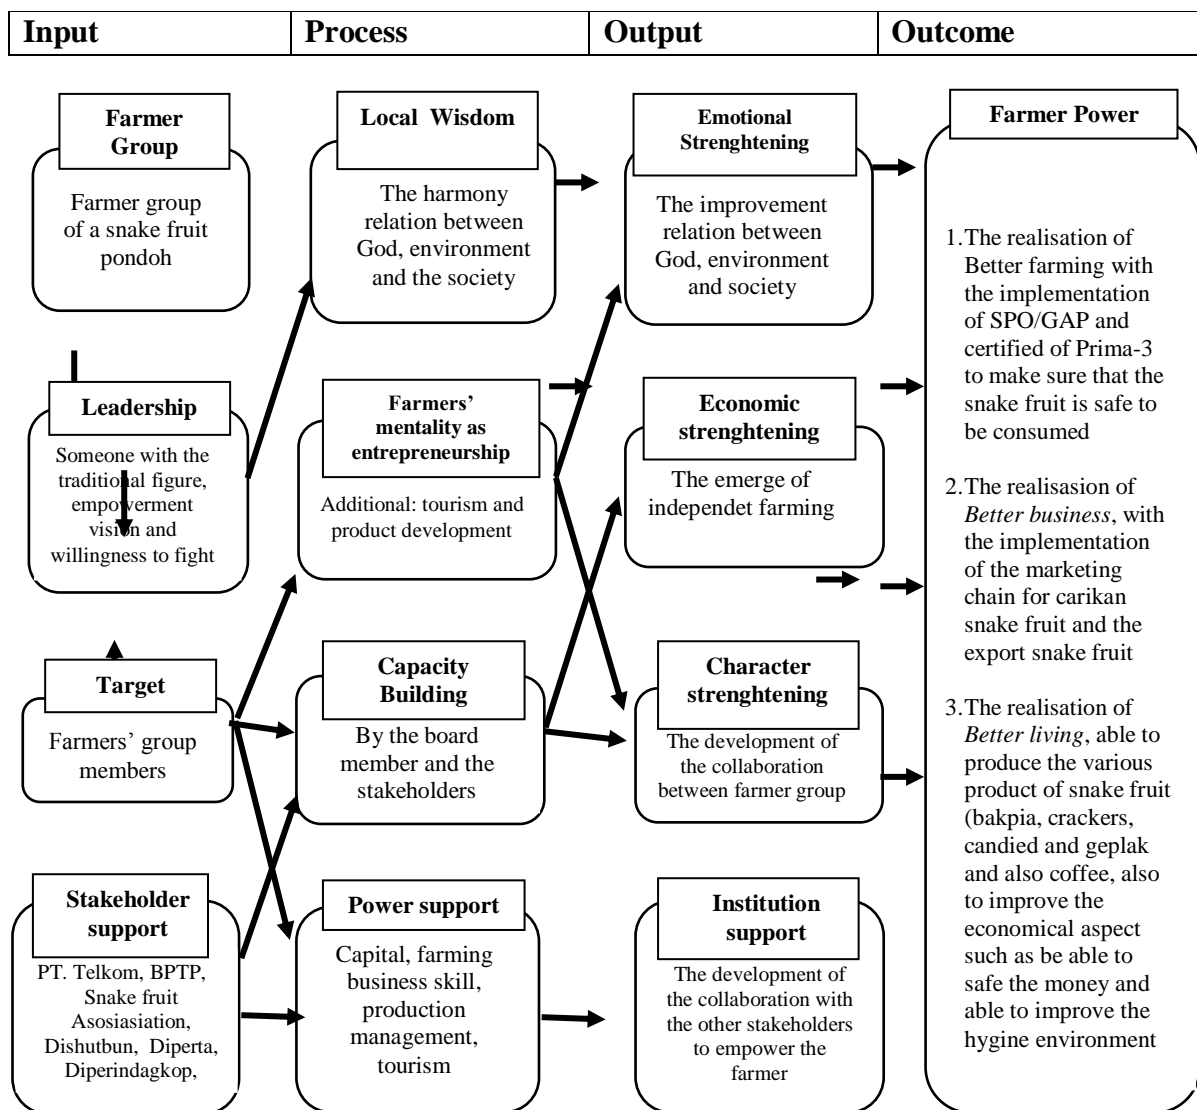 Input
Process
Output
Outcome
Farmer
Group
Farmer group
of a snake fruit
pondoh
Leadership
Someone with the
traditional figure,
empowerment
vision and
willingness to fight
Target
Farmers' group
members
Stakeholder
support
PT. Telkom, BPTP,
Snake fruit
Asosiasiation,
Dishutbun, Diperta,
Diperindagkop,
Local Wisdom
The harmony
relation between
God, environment
and the society
Farmers'
mentality as
entrepreneurship
Additional: tourism and
product development
Capacity
Building
By the board
member and the
stakeholders
Power support
Capital, farming
business skill,
production
management,
tourism
Emotional
Strenghtening
The improvement
relation between
God, environment
and society
Economic
strenghtening
The emerge of
independet farming
Character
strenghtening
The development of
the collaboration
between farmer group
Institution
support
The development of
the collaboration with
the other stakeholders
to empower the
farmer
Farmer Power
1.The realisation of
Better farming with
the implementation
of SPO/GAP and
certified of Prima-3
to make sure that the
snake fruit is safe to
be consumed
2.The realisasion of
Better business, with
the implementation
of the marketing
chain for carikan
snake fruit and the
export snake fruit
3.The realisation of
Better living, able to
produce the various
product of snake fruit
(bakpia, crackers,
candied and geplak
and also coffee, also
to improve the
economical aspect
such as be able to
safe the money and
able to improve the
hygine environment